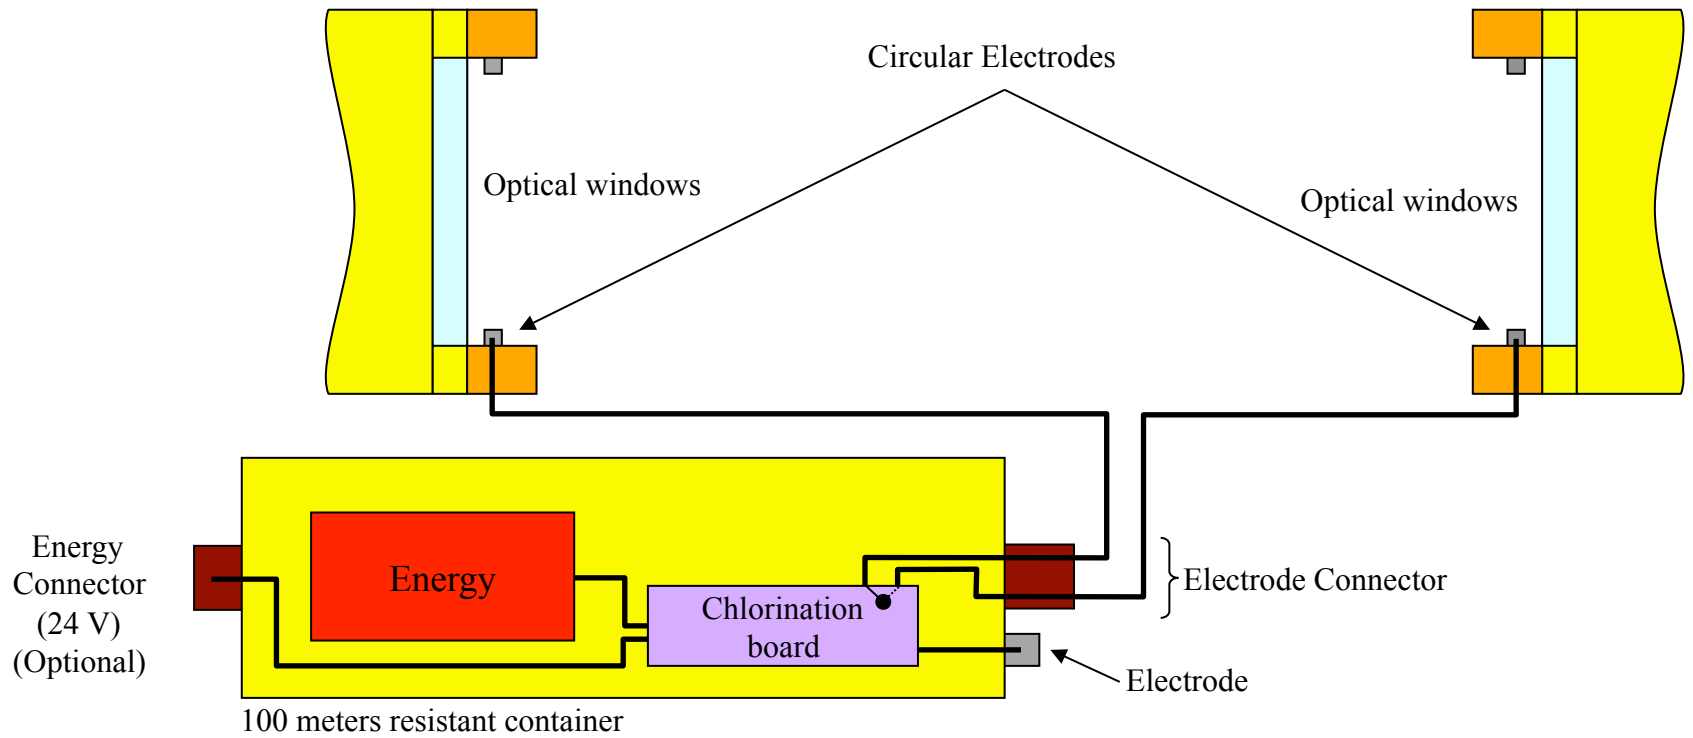 Circular Electrodes
Optical windows
Optical windows
Energy
Connector
(24 V)
(Optional)
Energy
Chlorination
board
Electrode Connector
Electrode
100 meters resistant container